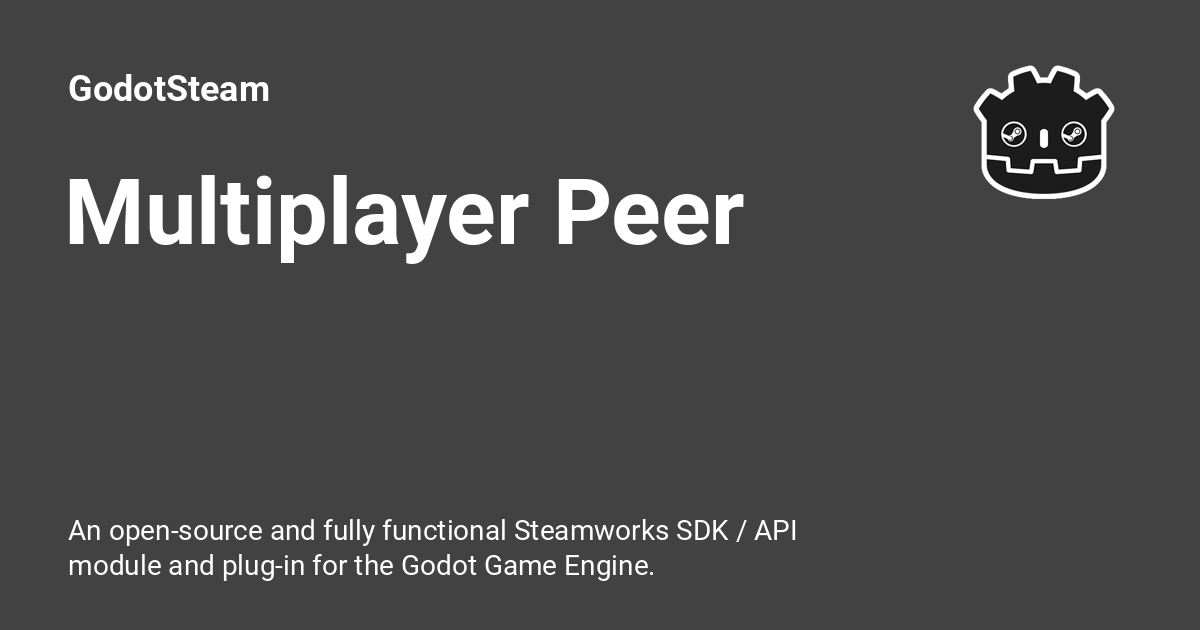 GodotSteam
Multiplayer Peer
An open-source and fully functional Steamworks SDK / API
module and plug-in for the Godot Game Engine.